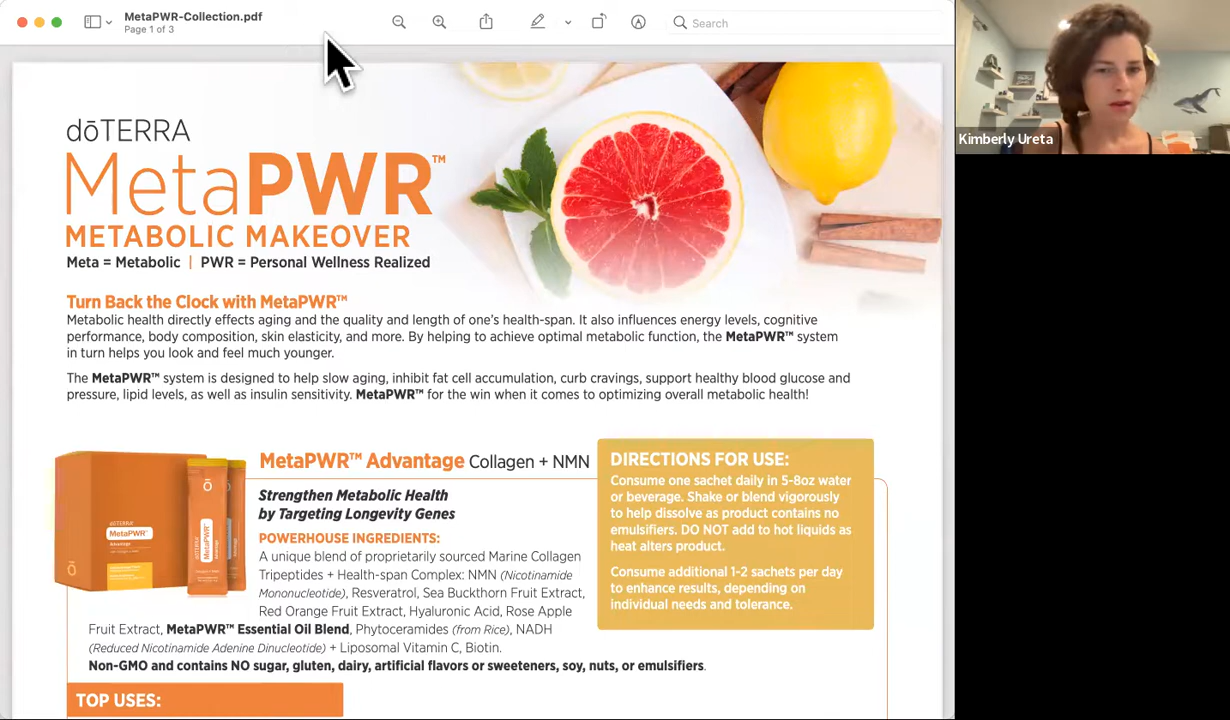 MetaPWR-Collection.pdf
Page 1 of 3
Search
Kimberly Ureta
dōTERRA
MetaPWR™
METABOLIC MAKEOVER
Meta = Metabolic | PWR = Personal Wellness Realized
Turn Back the Clock with MetaPWR™
Metabolic health directly effects aging and the quality and length of one's health-span. It also influences energy levels, cognitive
performance, body composition, skin elasticity, and more. By helping to achieve optimal metabolic function, the MetaPWR™ system
in turn helps you look and feel much younger.
The MetaPWR™ system is designed to help slow aging, inhibit fat cell accumulation, curb cravings, support healthy blood glucose and
pressure, lipid levels, as well as insulin sensitivity. MetaPWR™ for the win when it comes to optimizing overall metabolic health!
MetaPWR™ Advantage Collagen + NMN
Strengthen Metabolic Health
by Targeting Longevity Genes
POWERHOUSE INGREDIENTS:
A unique blend of proprietarily sourced Marine Collagen
Tripeptides + Health-span Complex: NMN (Nicotinamide
Mononucleotide), Resveratrol, Sea Buckthorn Fruit Extract,
Red Orange Fruit Extract, Hyaluronic Acid, Rose Apple
Fruit Extract, MetaPWR™ Essential Oil Blend, Phytoceramides (from Rice), NADH
(Reduced Nicotinamide Adenine Dinucleotide) + Liposomal Vitamin C, Biotin.
Non-GMO and contains NO sugar, gluten, dairy, artificial flavors or sweeteners, soy, nuts, or emulsifiers.
DIRECTIONS FOR USE:
Consume one sachet daily in 5-8oz water
or beverage. Shake or blend vigorously
to help dissolve as product contains no
emulsifiers. DO NOT add to hot liquids as
heat alters product.
Consume additional 1-2 sachets per day
to enhance results, depending on
individual needs and tolerance.
dōTERRA
MetaPWR
Advantage
MetaPWR
TOP USES: